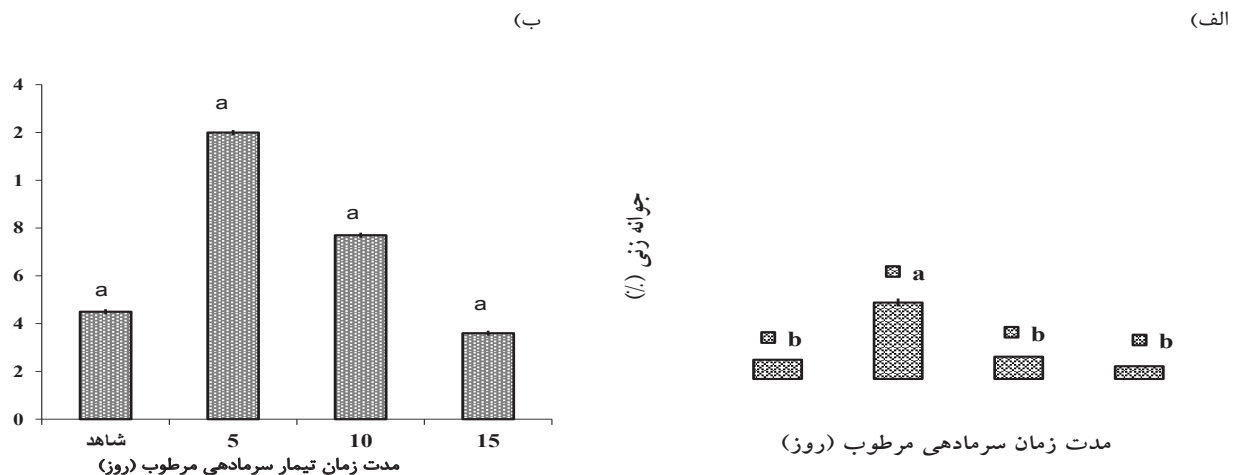 الف)
جوانه زنی (٪)
a
b
b
b
مدت زمان سرمادهی مرطوب (روز)
ب)
4
2
1
8
6
4
2
0
a
a
a
a
شاهد 5 10 15
مدت زمان تیمار سرمادهی مرطوب (روز)